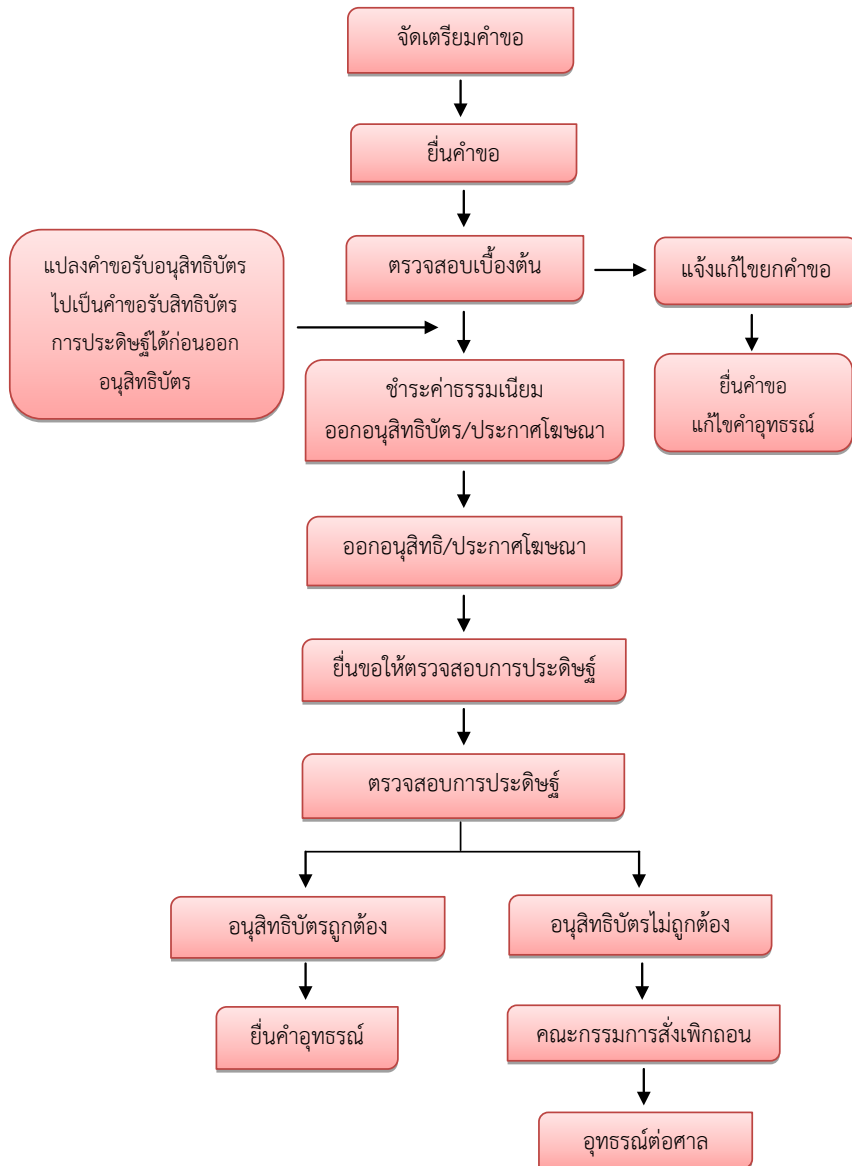 จัดเตรียมคำขอ
ยื่นคำขอ
แปลงคำขอรับอนุสิทธิบัตร
ไปเป็นคำขอรับสิทธิบัตร
การประดิษฐ์ได้ก่อนออก
อนุสิทธิบัตร
ตรวจสอบเบื้องต้น
แจ้งแก้ไขยกคำขอ
ยื่นคำขอ
แก้ไขคำอุทธรณ์
ชำระค่าธรรมเนียม
ออกอนุสิทธิบัตร/ประกาศโฆษณา
ออกอนุสิทธิ/ประกาศโฆษณา
ยื่นขอให้ตรวจสอบการประดิษฐ์
ตรวจสอบการประดิษฐ์
อนุสิทธิบัตรถูกต้อง
อนุสิทธิบัตรไม่ถูกต้อง
ยื่นคำอุทธรณ์
คณะกรรมการสั่งเพิกถอน
อุทธรณ์ต่อศาล